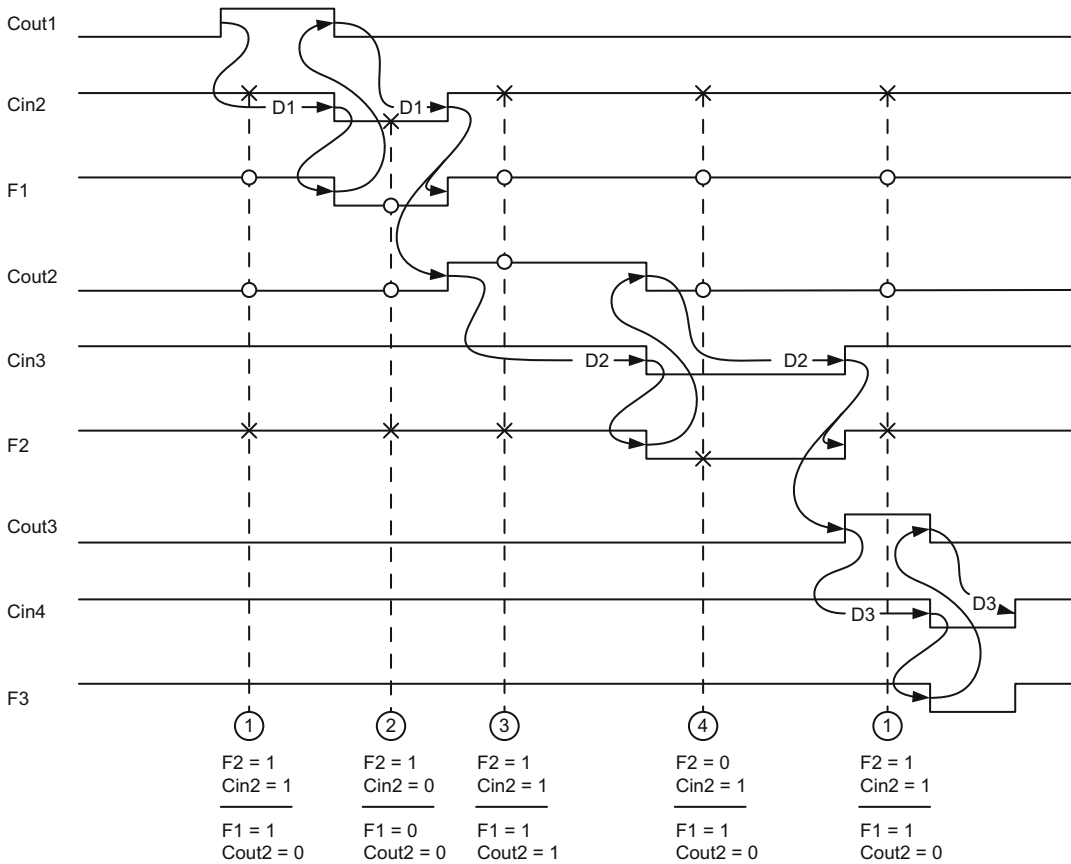 Cout1
Cin2 D1 D1
F1
Cout2
Cin3 D2 D2
F2
Cout3
Cin4 D3 D3
F3
1 2 3 4 1
F2 = 1 F2 = 1 F2 = 1 F2 = 0 F2 = 1
Cin2 = 1 Cin2 = 0 Cin2 = 1 Cin2 = 1 Cin2 = 1
F1 = 1 F1 = 0 F1 = 1 F1 = 1 F1 = 1
Cout2 = 0 Cout2 = 0 Cout2 = 1 Cout2 = 0 Cout2 = 0